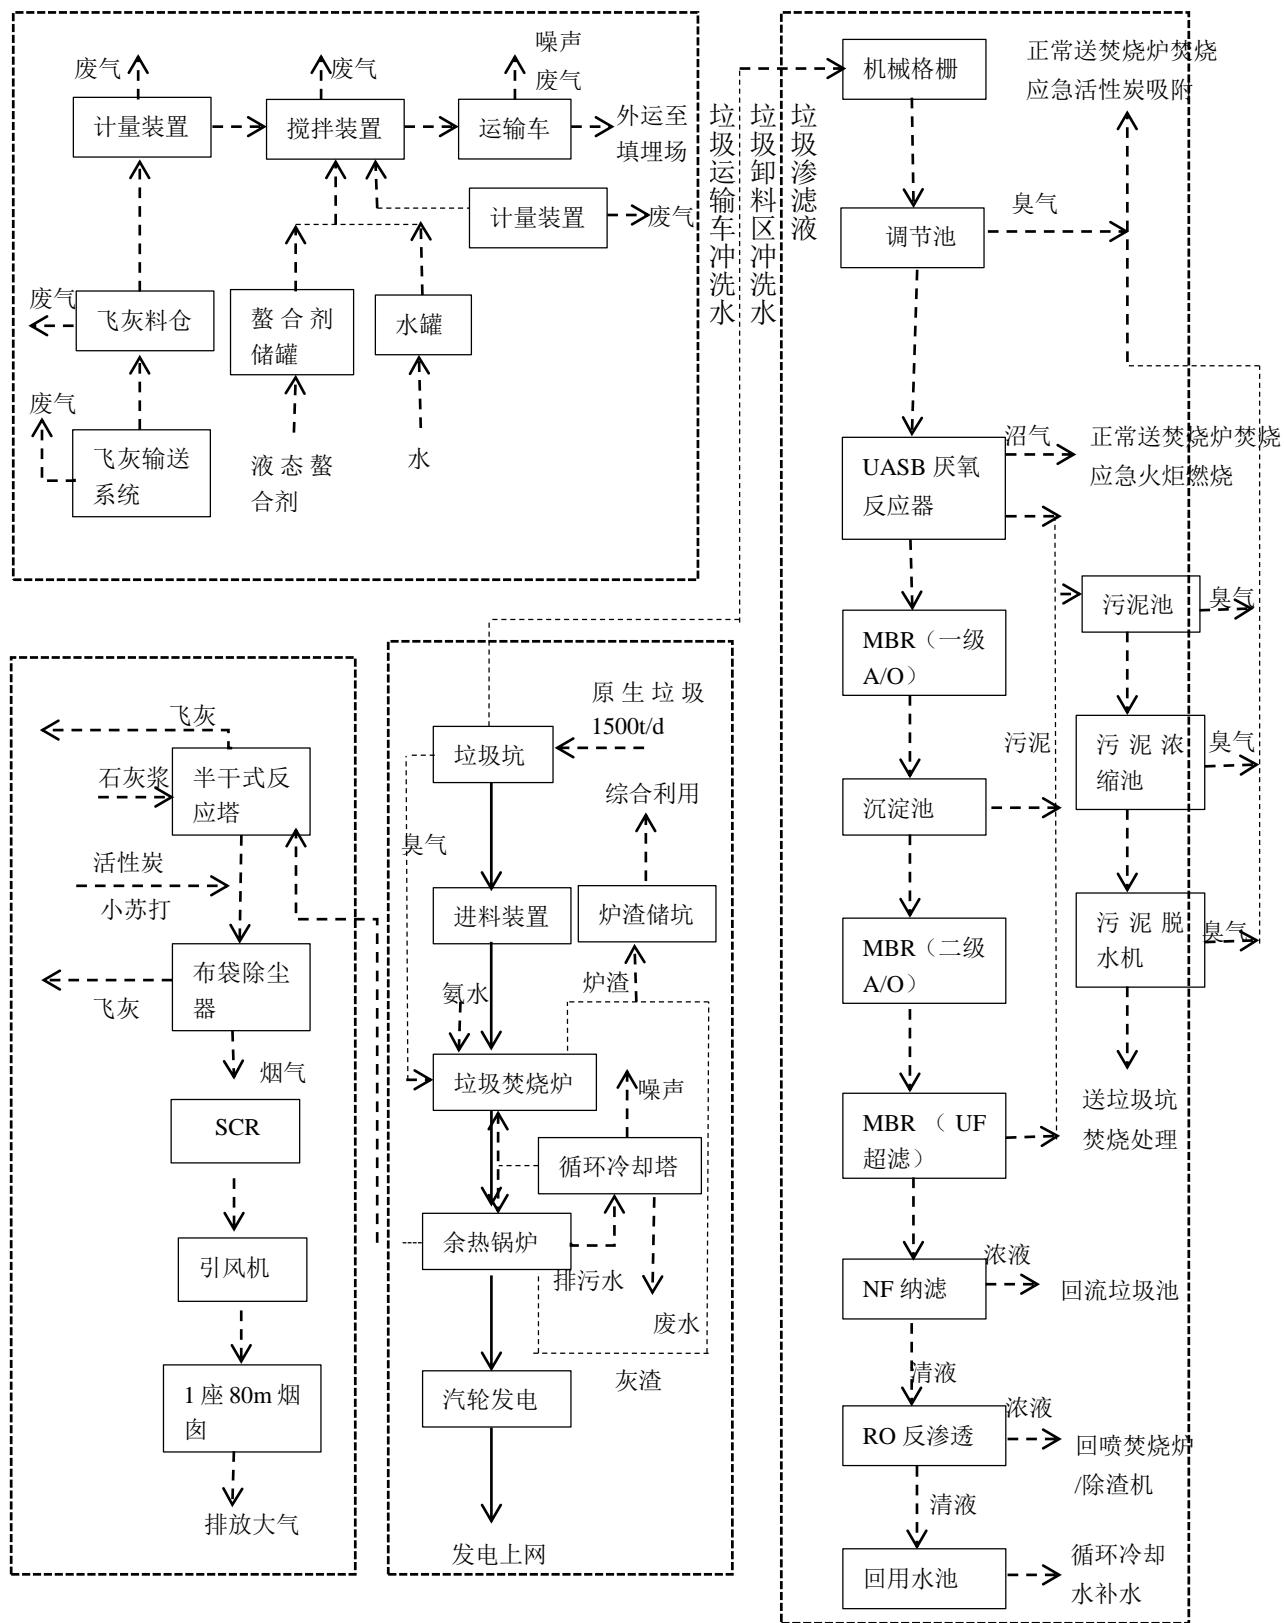 废气
废气
噪声
废气
计量装置
搅拌装置
运输车
外运至
填埋场
计量装置
废气
废气
飞灰料仓
螯合剂
储罐
水罐
废气
飞灰输送
系统
液态螯
合剂
水
垃圾运输车冲洗水
垃圾卸料区冲洗水
垃圾渗滤液
机械格栅
正常送焚烧炉焚烧
应急活性炭吸附
臭气
调节池
沼气
UASB 厌氧
反应器
正常送焚烧炉焚烧
应急火炬燃烧
污泥池
臭气
MBR（一级
A/O）
污泥
污泥浓
缩池
臭气
沉淀池
污泥脱
水机
臭气
MBR（二级
A/O）
送垃圾坑
焚烧处理
MBR（UF
超滤）
浓液
NF 纳滤
回流垃圾池
清液
浓液
RO 反渗透
回喷焚烧炉
/除渣机
清液
回用水池
循环冷却
水补水
飞灰
石灰浆
半干式反
应塔
活性炭
小苏打
布袋除尘
器
飞灰
烟气
SCR
引风机
1 座 80m 烟
囱
排放大气
原生垃圾
1500t/d
垃圾坑
综合利用
臭气
进料装置
炉渣储坑
炉渣
氨水
垃圾焚烧炉
噪声
循环冷却塔
余热锅炉
排污水
废水
灰渣
汽轮发电
发电上网